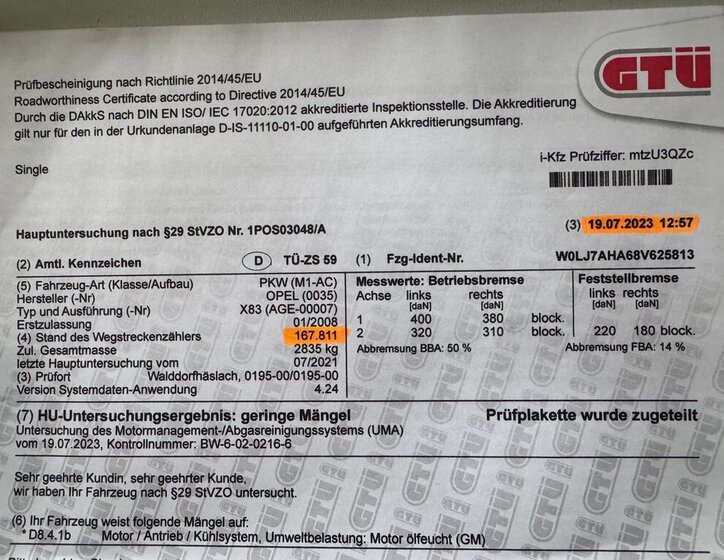 GTÜ
Prüfbescheinigung nach Richtlinie 2014/45/EU
Roadworthiness Certificate according to Directive 2014/45/EU
Durch die DAkkS nach DIN EN ISO/ IEC 17020:2012 akkreditierte Inspektionsstelle. Die Akkreditierung
gilt nur für den in der Urkundenanlage D-IS-11110-01-00 aufgeführten Akkreditierungsumfang.
Single
i-Kfz Prüfziffer: mtzU3QZc
Hauptuntersuchung nach §29 StVZO Nr. 1POS03048/A (3) 19.07.2023 12:57
(2) Amtl. Kennzeichen D TÜ-ZS 59 (1) Fzg-Ident-Nr. W0LJ7AHA68V625813
(5) Fahrzeug-Art (Klasse/Aufbau) PKW (M1-AC)
Hersteller (-Nr) OPEL (0035)
Typ und Ausführung (-Nr) X83 (AGE-00007)
Erstzulassung 01/2008
(4) Stand des Wegstreckenzählers 167.811
Zul. Gesamtmasse 2835 kg
letzte Hauptuntersuchung vom 07/2021
(3) Prüfort Walddorfhäslach, 0195-00/0195-00
Version Systemdaten-Anwendung 4.24
Messwerte: Betriebsbremse
Achse links rechts
[daN] [daN]
1 400 380 block.
2 320 310 block.
Abbremsung BBA: 50 %
Feststellbremse
links rechts
[daN] [daN]
220 180 block.
Abbremsung FBA: 14 %
(7) HU-Untersuchungsergebnis: geringe Mängel Prüfplakette wurde zugeteilt
Untersuchung des Motormanagement-/Abgasreinigungssystems (UMA)
vom 19.07.2023, Kontrollnummer: BW-6-02-0216-6
Sehr geehrte Kundin, sehr geehrter Kunde,
wir haben Ihr Fahrzeug nach §29 StVZO untersucht.
(6) Ihr Fahrzeug weist folgende Mängel auf:
* D8.4.1b Motor / Antrieb / Kühlsystem, Umweltbelastung: Motor ölfeucht (GM)